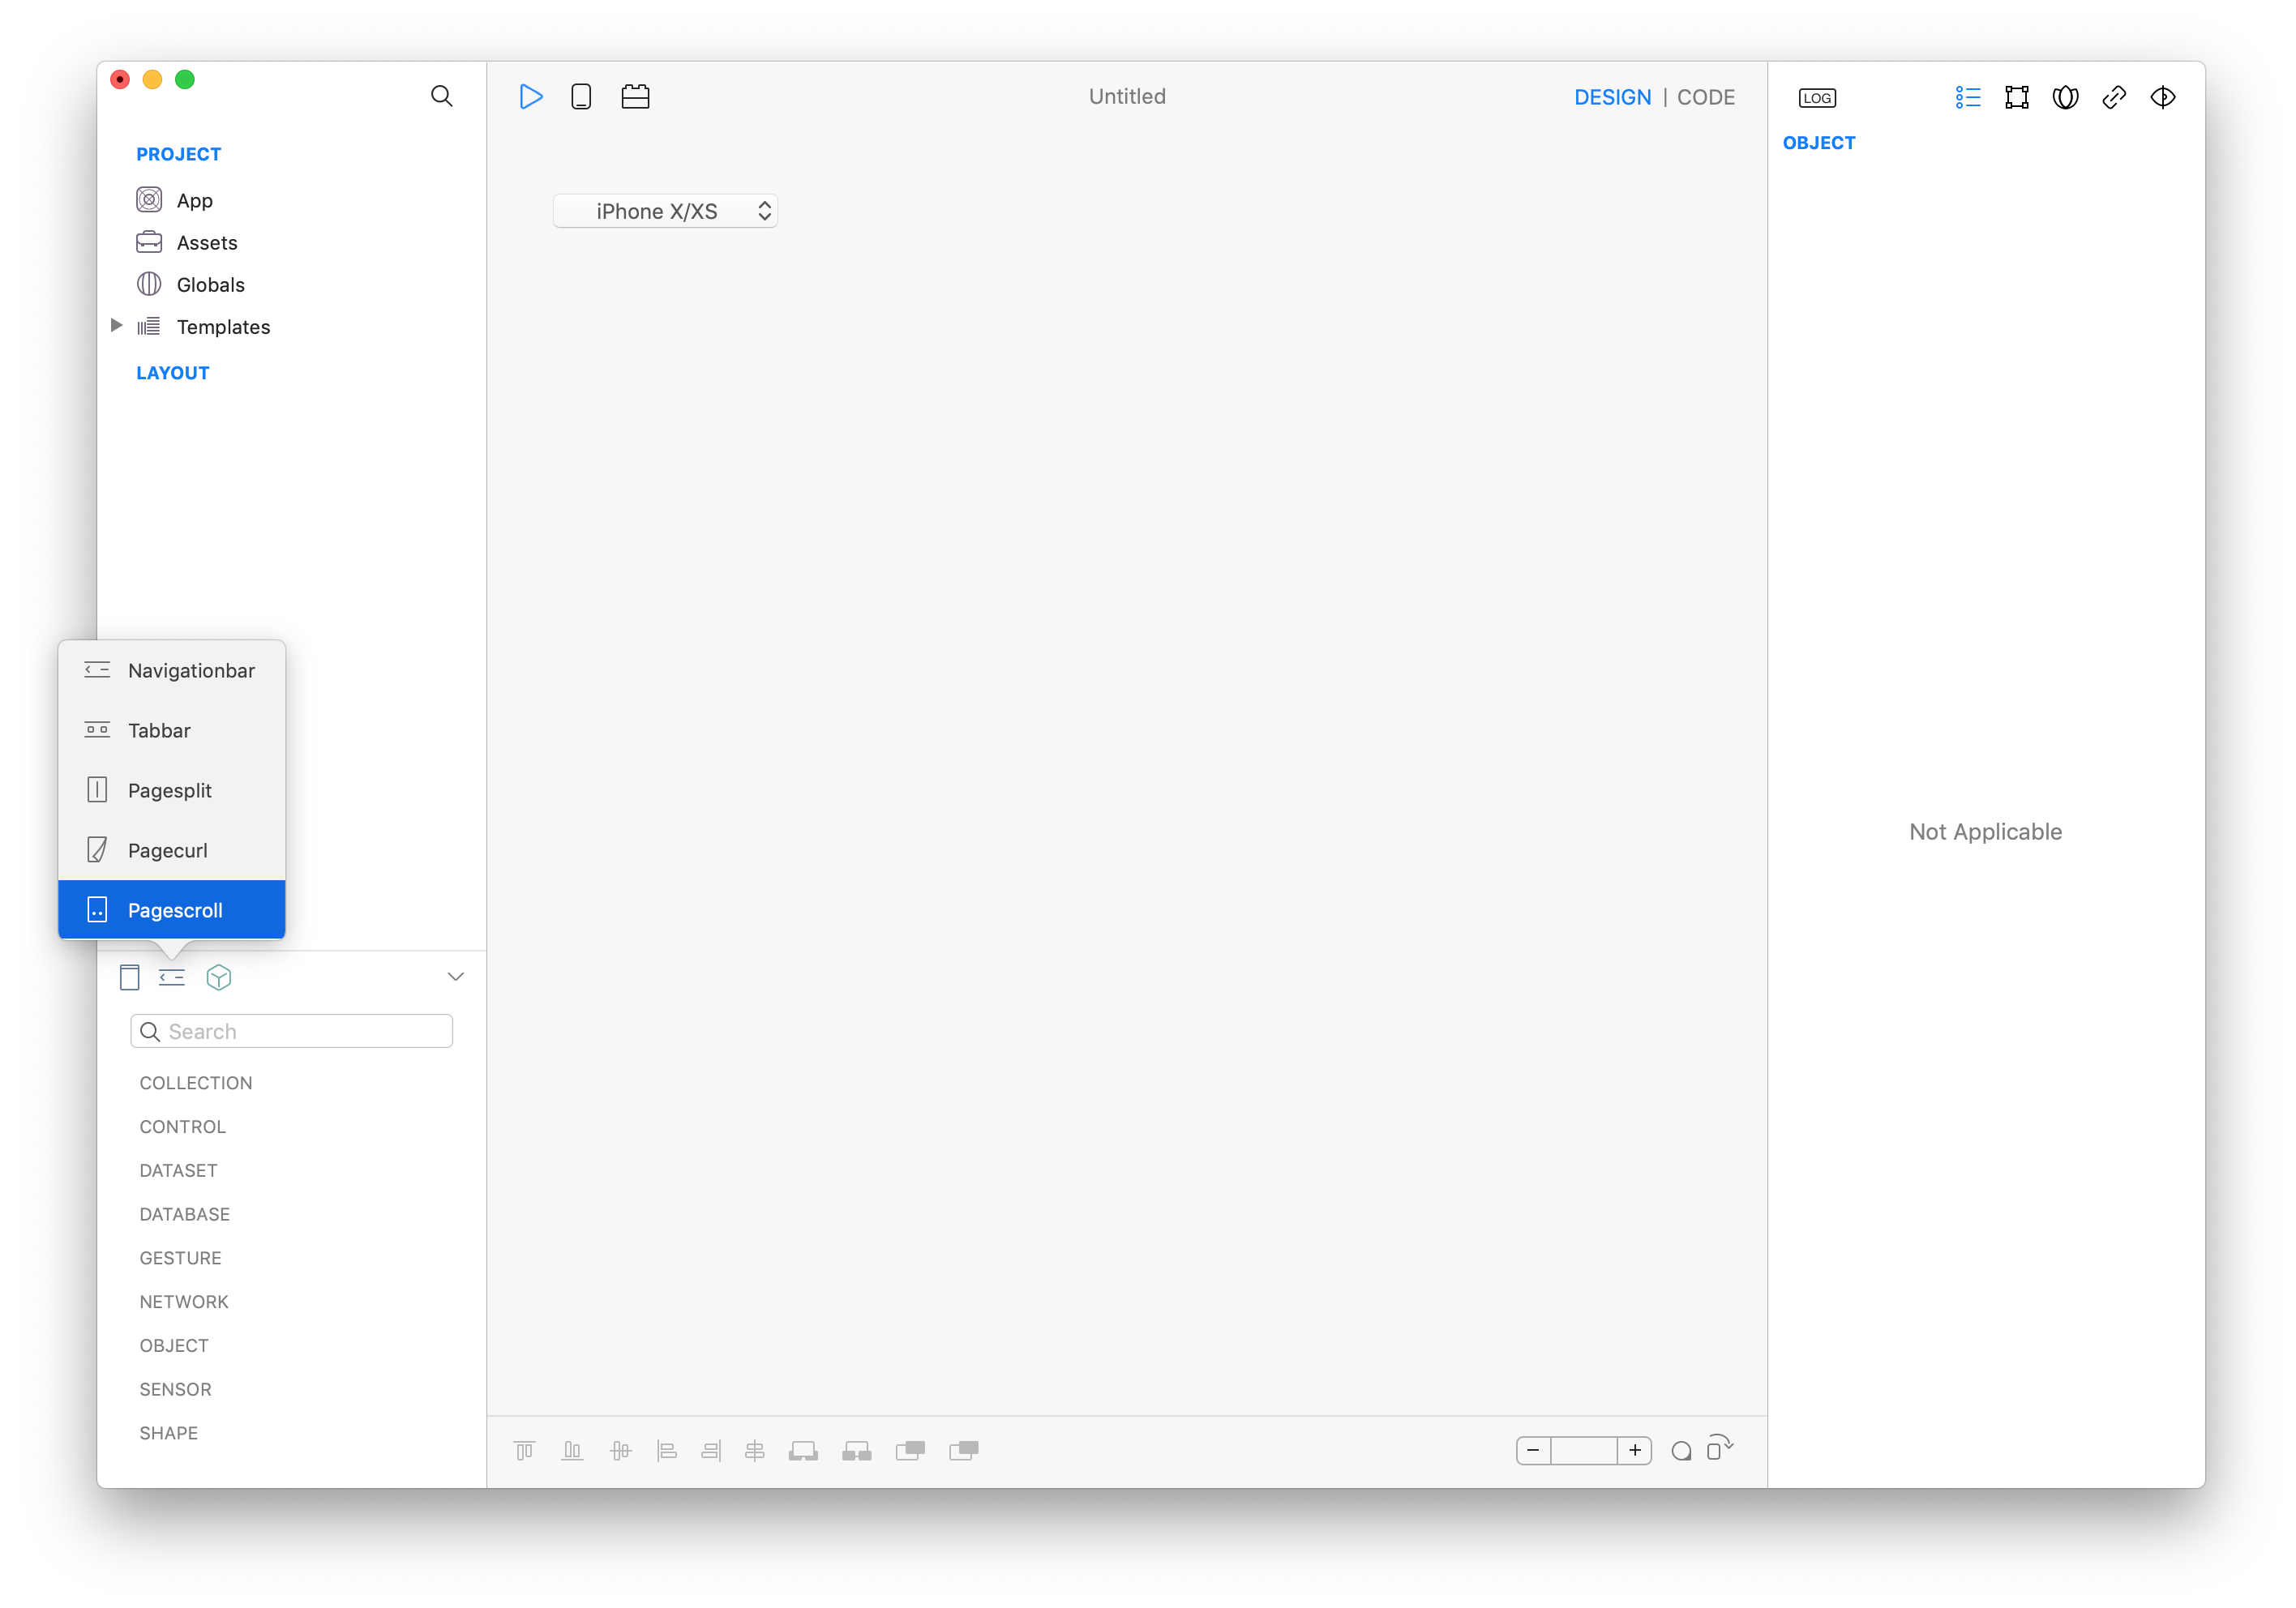 Untitled
DESIGN | CODE
LOG
OBJECT
PROJECT
App
Assets
Globals
Templates
LAYOUT
iPhone X/XS
Navigationbar
Tabbar
Pagesplit
Pagecurl
Pagescroll
Not Applicable
Search
COLLECTION
CONTROL
DATASET
DATABASE
GESTURE
NETWORK
OBJECT
SENSOR
SHAPE